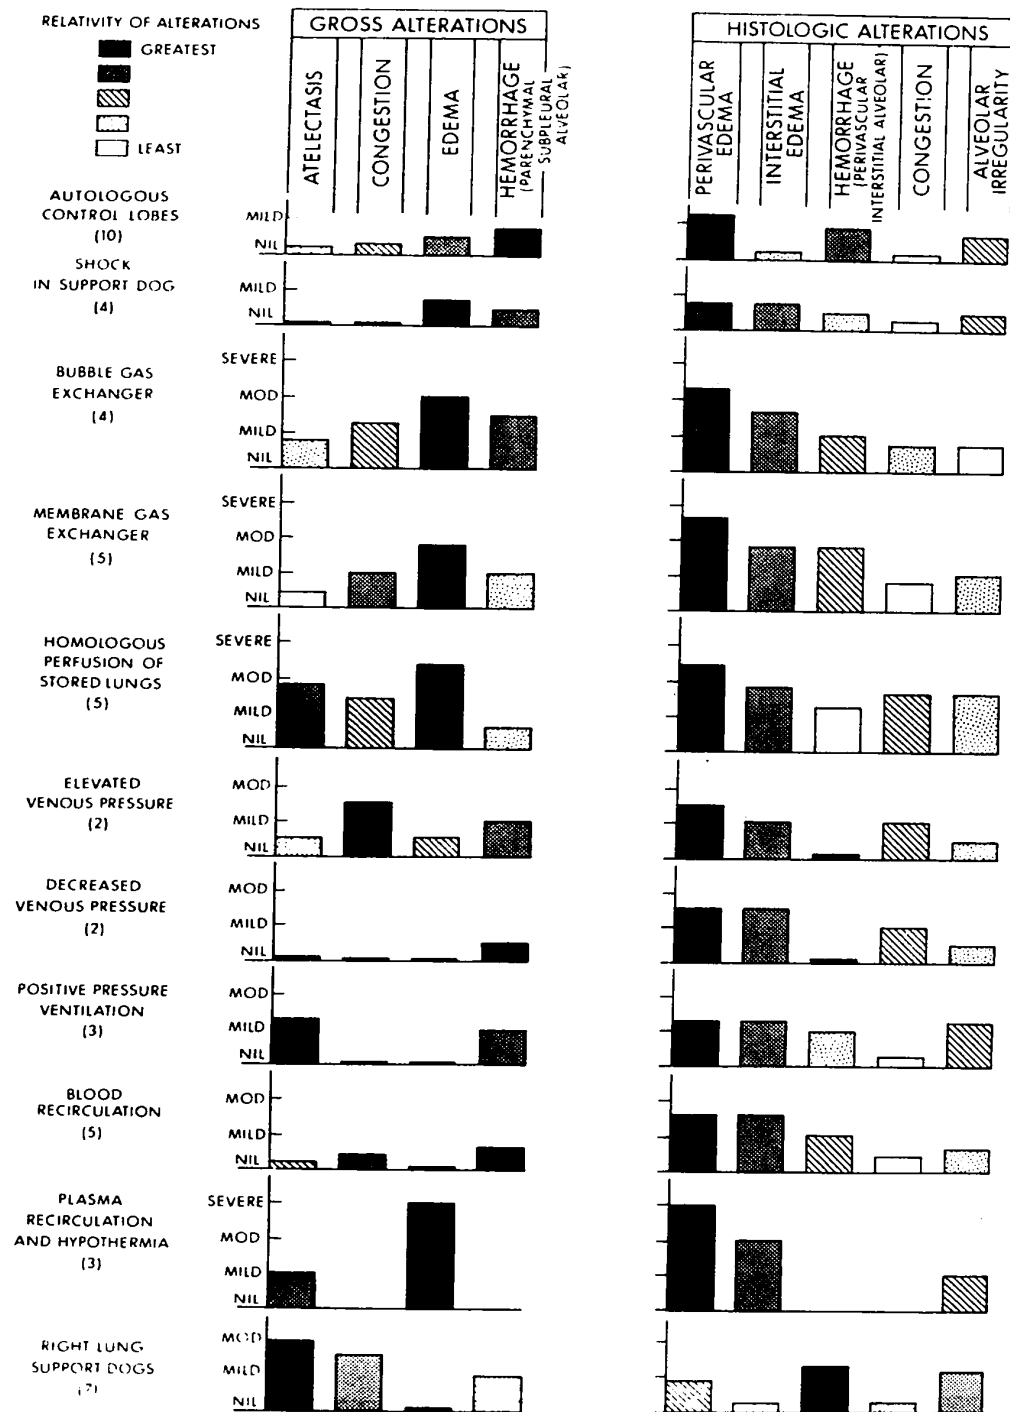 RELATIVITY OF ALTERATIONS
GREATEST
LEAST
GROSS ALTERATIONS
ATELECTASIS
CONGESTION
EDEMA
HEMORRHAGE
(PARENCHYMAL
SUBPLEURAL
ALVEOLAR)
HISTOLOGIC ALTERATIONS
PERIVASCULAR
EDEMA
INTERSTITIAL
EDEMA
HEMORRHAGE
(PERIVASCULAR
INTERSTITIAL ALVEOLAR)
CONGESTION
ALVEOLAR
IRREGULARITY
AUTOLOGOUS
CONTROL LOBES
(10)
MILD
NIL
SHOCK
IN SUPPORT DOG
(4)
MILD
NIL
BUBBLE GAS
EXCHANGER
(4)
SEVERE
MOD
MILD
NIL
MEMBRANE GAS
EXCHANGER
(5)
SEVERE
MOD
MILD
NIL
HOMOLOGOUS
PERFUSION OF
STORED LUNGS
(5)
SEVERE
MOD
MILD
NIL
ELEVATED
VENOUS PRESSURE
(2)
MOD
MILD
NIL
DECREASED
VENOUS PRESSURE
(2)
MOD
MILD
NIL
POSITIVE PRESSURE
VENTILATION
(3)
MOD
MILD
NIL
BLOOD
RECIRCULATION
(5)
MOD
MILD
NIL
PLASMA
RECIRCULATION
AND HYPOTHERMIA
(3)
SEVERE
MOD
MILD
NIL
RIGHT LUNG
SUPPORT DOGS
(7)
MOD
MILD
NIL